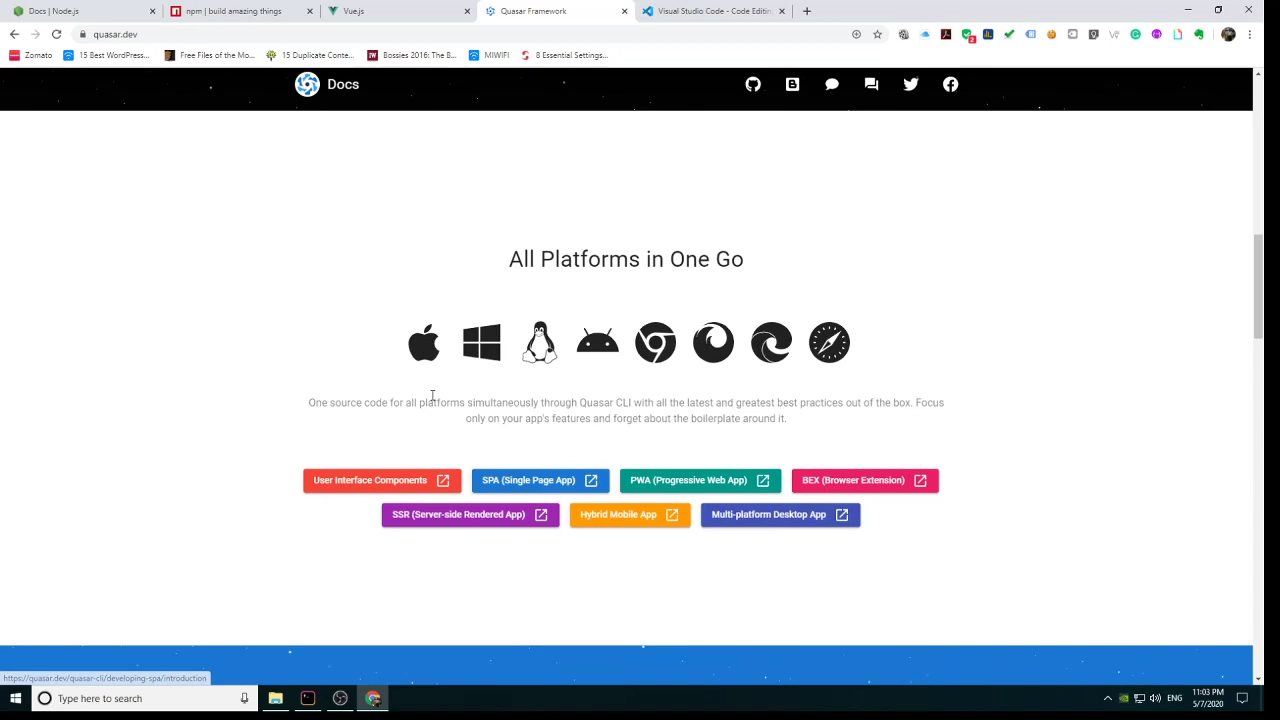 Docs | Node.js
npm | build amazing things
Vue.js
Quasar Framework
Visual Studio Code - Code Editin
quasar.dev
Zomato
15 Best WordPress...
Free Files of the Mo...
15 Duplicate Conte...
Bossies 2016: The B...
MIWIFI
8 Essential Settings...
Docs
All Platforms in One Go
One source code for all platforms simultaneously through Quasar CLI with all the latest and greatest best practices out of the box. Focus
only on your app's features and forget about the boilerplate around it.
User Interface Components
SPA (Single Page App)
PWA (Progressive Web App)
BEX (Browser Extension)
SSR (Server-side Rendered App)
Hybrid Mobile App
Multi-platform Desktop App
https://quasar.dev/quasar-cli/developing-spa/introduction
Type here to search
ENG
11:03 PM
5/7/2020